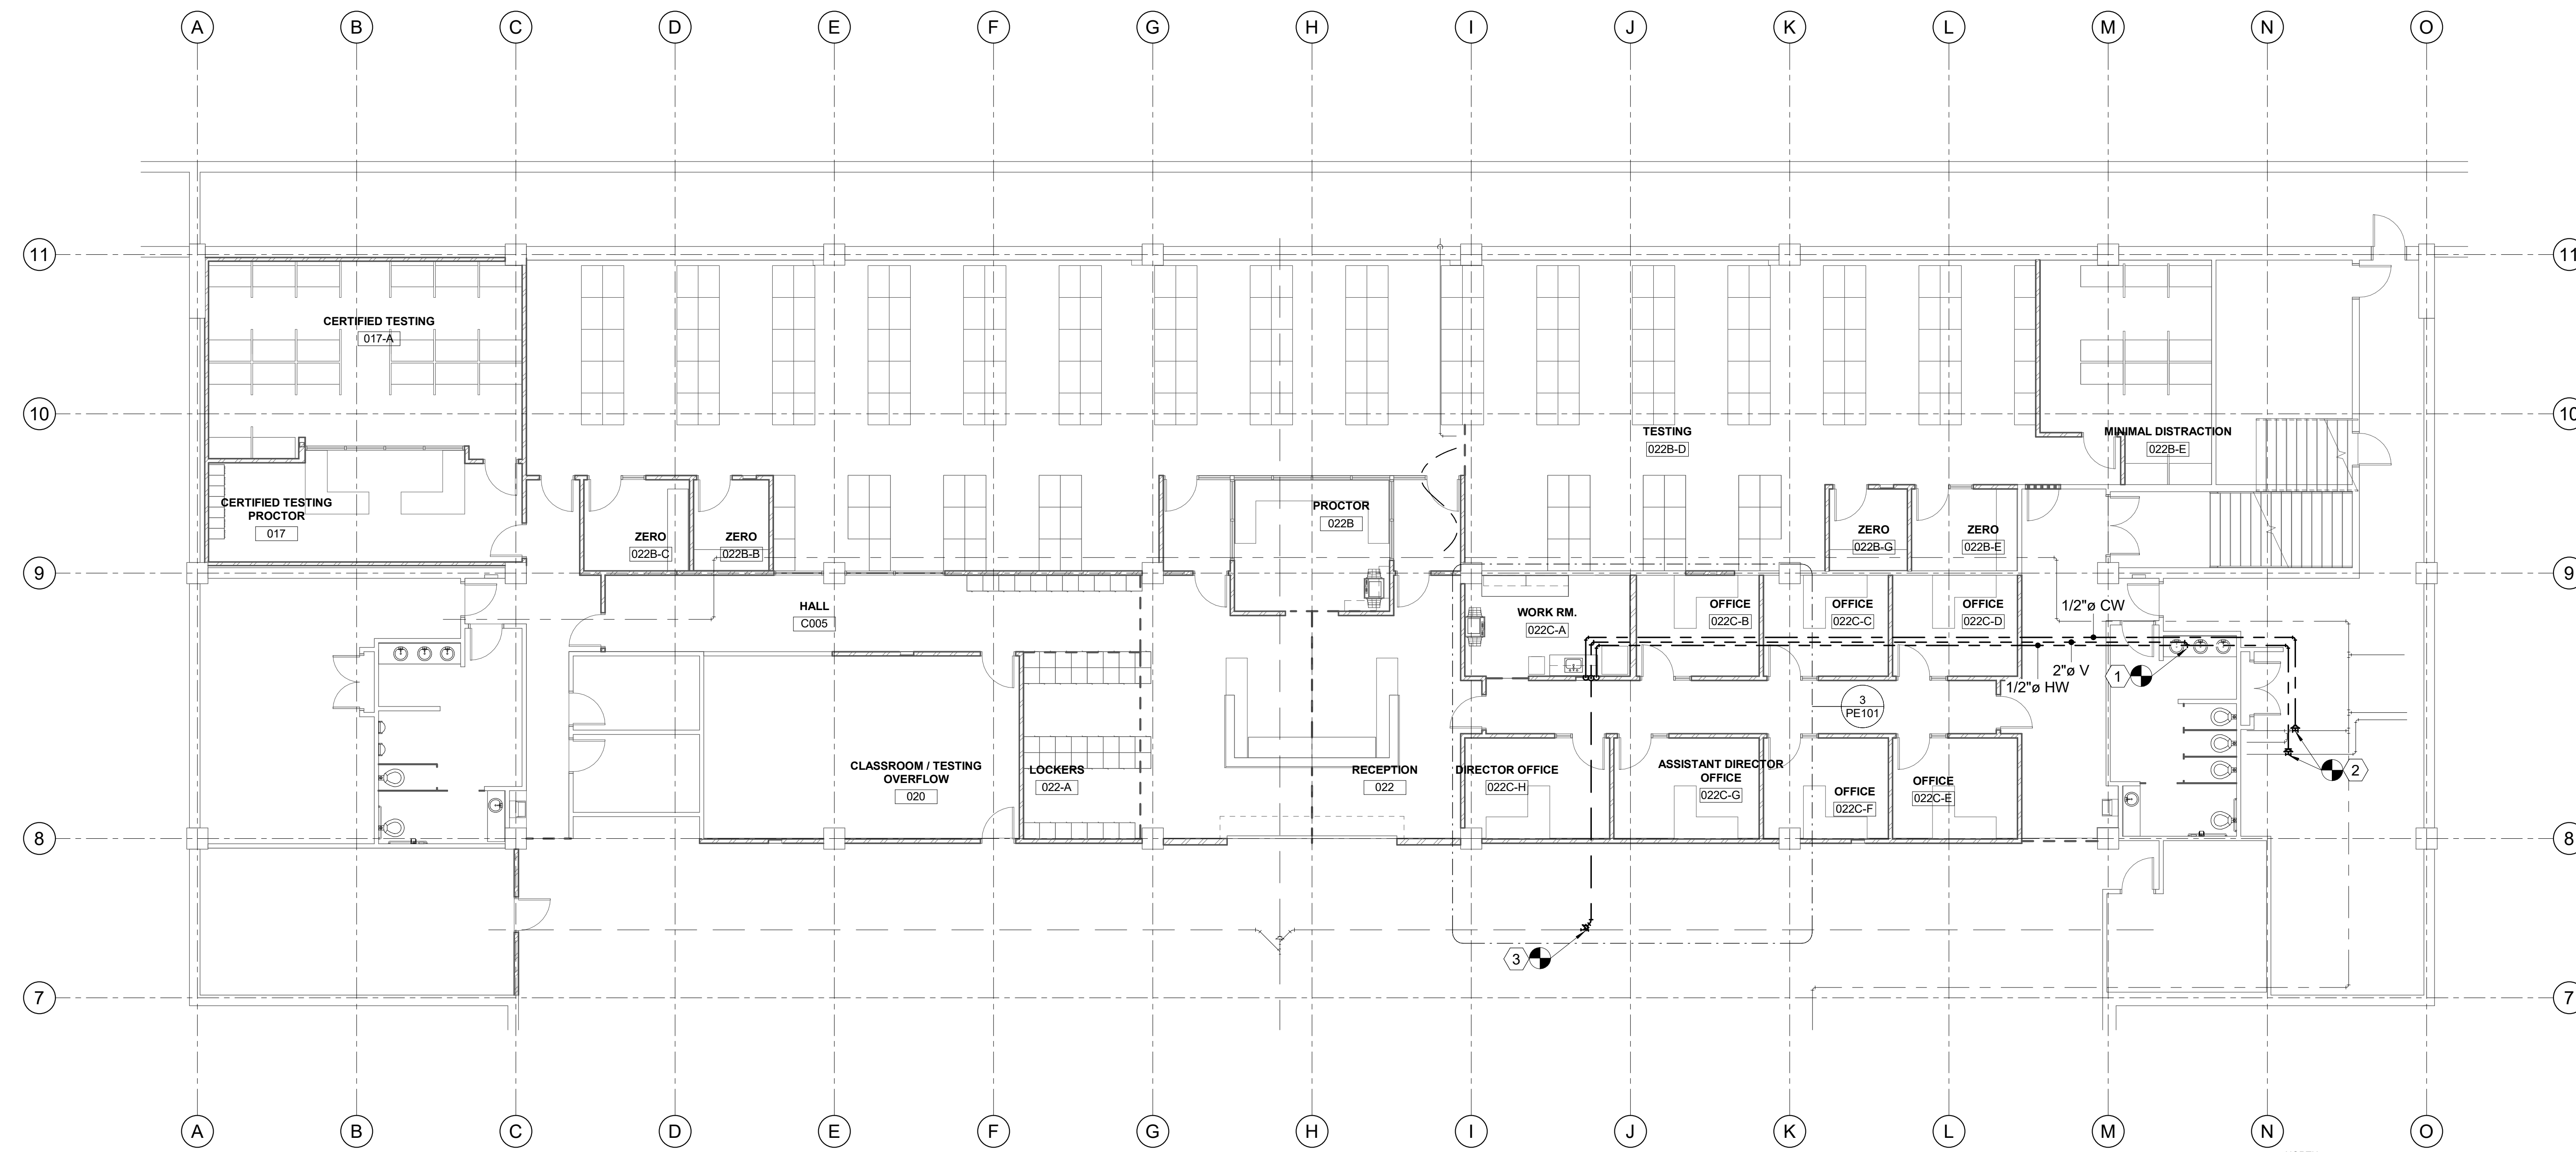 A B C D E F G H I J K L M N O
11
11
CERTIFIED TESTING
017-A
10
10
TESTING
022B-D
MINIMAL DISTRACTION
022B-E
CERTIFIED TESTING
PROCTOR
017
PROCTOR
022B
ZERO
022B-C
ZERO
022B-B
ZERO
022B-G
ZERO
022B-E
9
9
HALL
C005
WORK RM.
022C-A
OFFICE
022C-B
OFFICE
022C-C
OFFICE
022C-D
1/2"ø CW
2"ø V
1/2"ø HW
1
3
PE101
2
CLASSROOM / TESTING
OVERFLOW
020
LOCKERS
022-A
RECEPTION
022
DIRECTOR OFFICE
022C-H
ASSISTANT DIRECTOR
OFFICE
022C-G
OFFICE
022C-F
OFFICE
022C-E
8
8
3
7
7
A B C D E F G H I J K L M N O